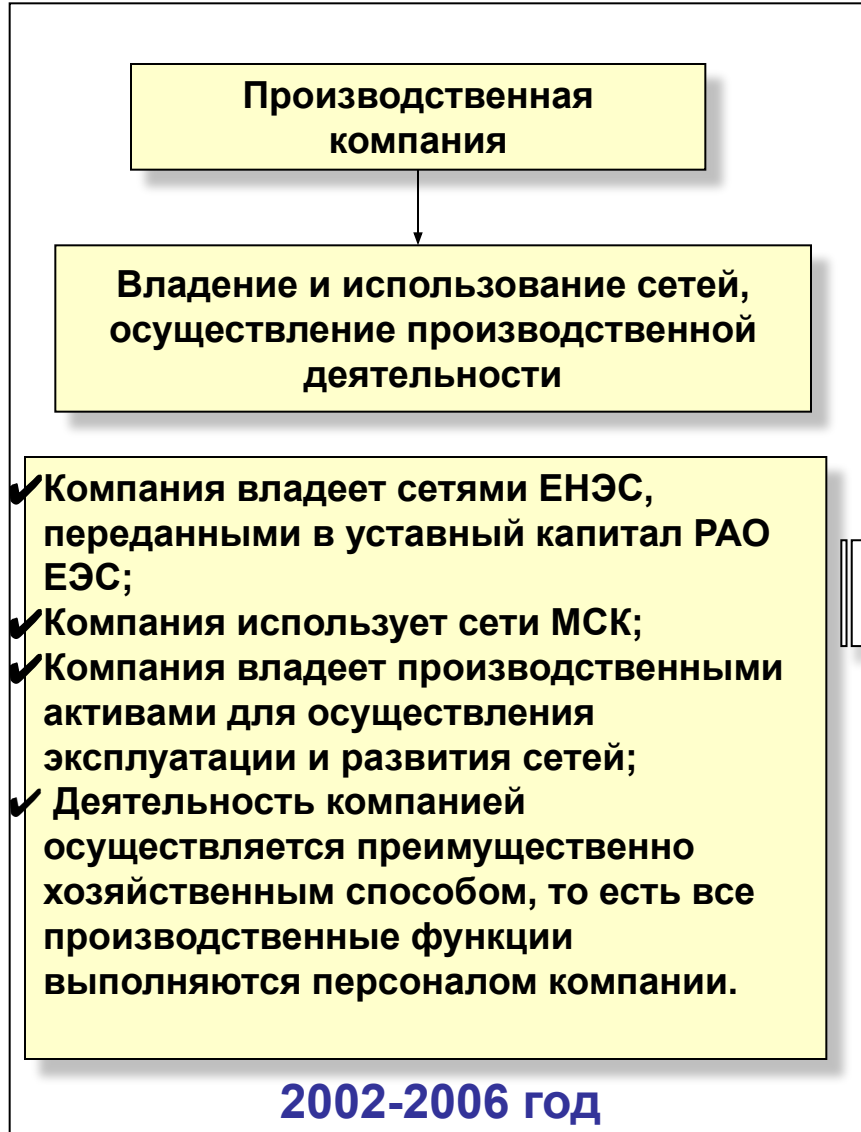 Производственная
компания
Владение и использование сетей,
осуществление производственной
деятельности
✔Компания владеет сетями ЕНЭС,
переданными в уставный капитал РАО
ЕЭС;
✔Компания использует сети МСК;
✔Компания владеет производственными
активами для осуществления
эксплуатации и развития сетей;
✔ Деятельность компанией
осуществляется преимущественно
хозяйственным способом, то есть все
производственные функции
выполняются персоналом компании.
2002-2006 год